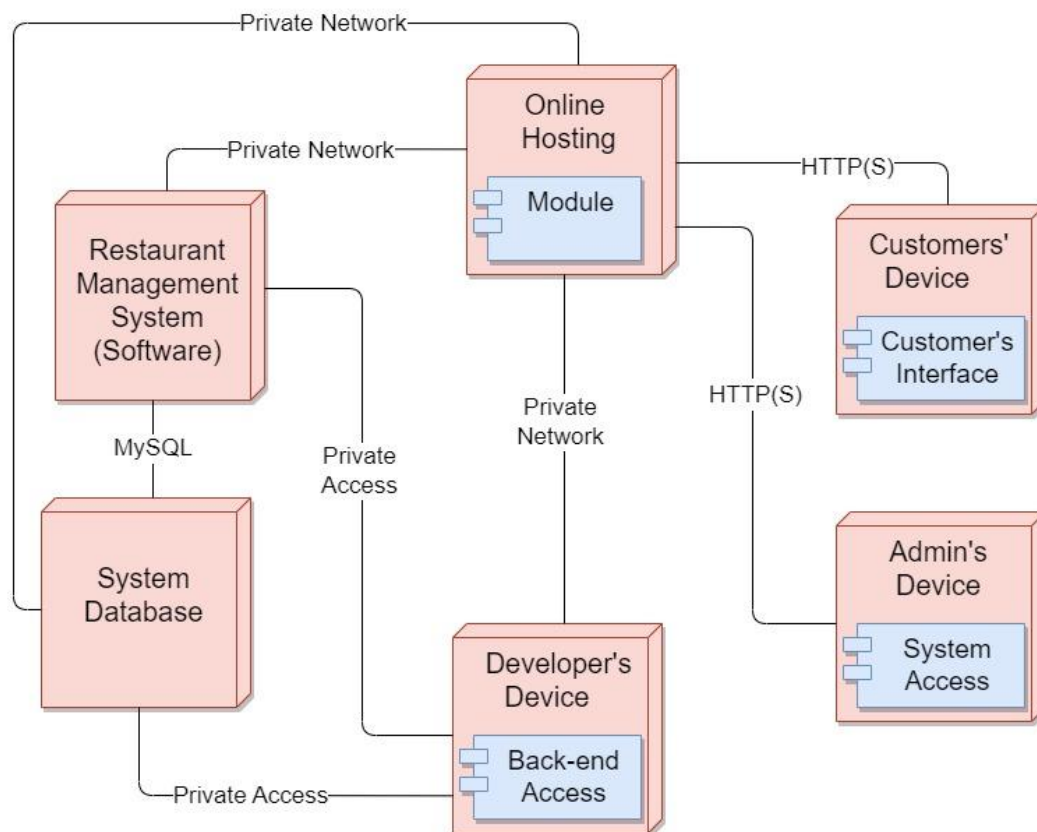 Private Network
Online
Hosting
Module
Private Network
HTTP(S)
Restaurant
Management
System
(Software)
Customers'
Device
Customer's
Interface
HTTP(S)
Private
Network
MySQL
Private
Access
System
Database
Admin's
Device
System
Access
Developer's
Device
Back-end
Access
Private Access